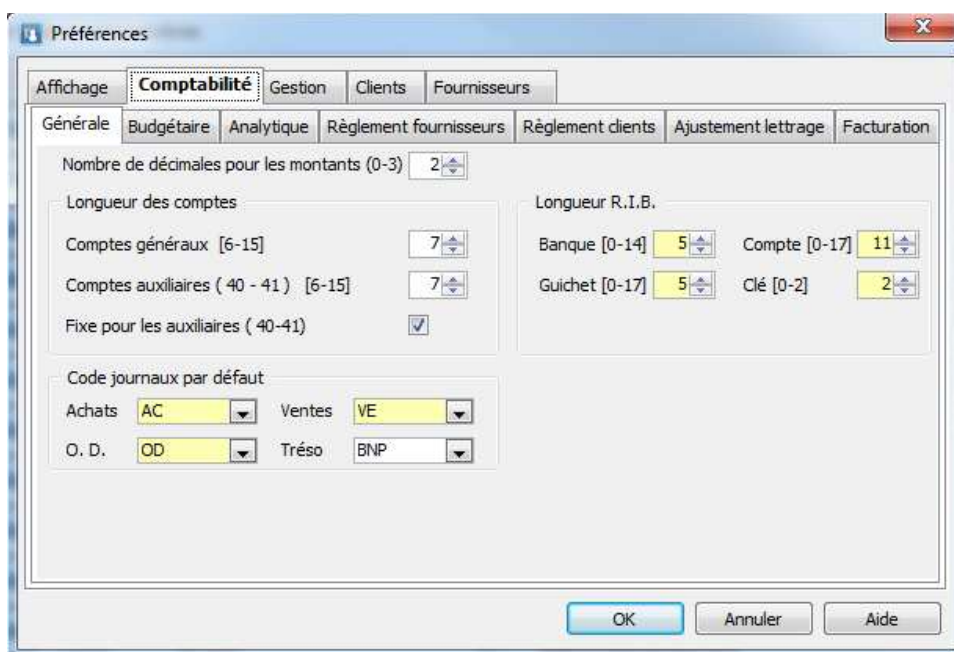 Préférences
Affichage Comptabilité Gestion Clients Fournisseurs
Générale Budgétaire Analytique Règlement fournisseurs Règlement clients Ajustement lettrage Facturation
Nombre de décimales pour les montants (0-3) 2
Longueur des comptes
Comptes généraux [6-15] 7
Comptes auxiliaires ( 40 - 41 ) [6-15] 7
Fixe pour les auxiliaires ( 40-41)
Longueur R.I.B.
Banque [0-14] 5 Compte [0-17] 11
Guichet [0-17] 5 Clé [0-2] 2
Code journaux par défaut
Achats AC Ventes VE
O. D. OD Tréso BNP
OK Annuler Aide